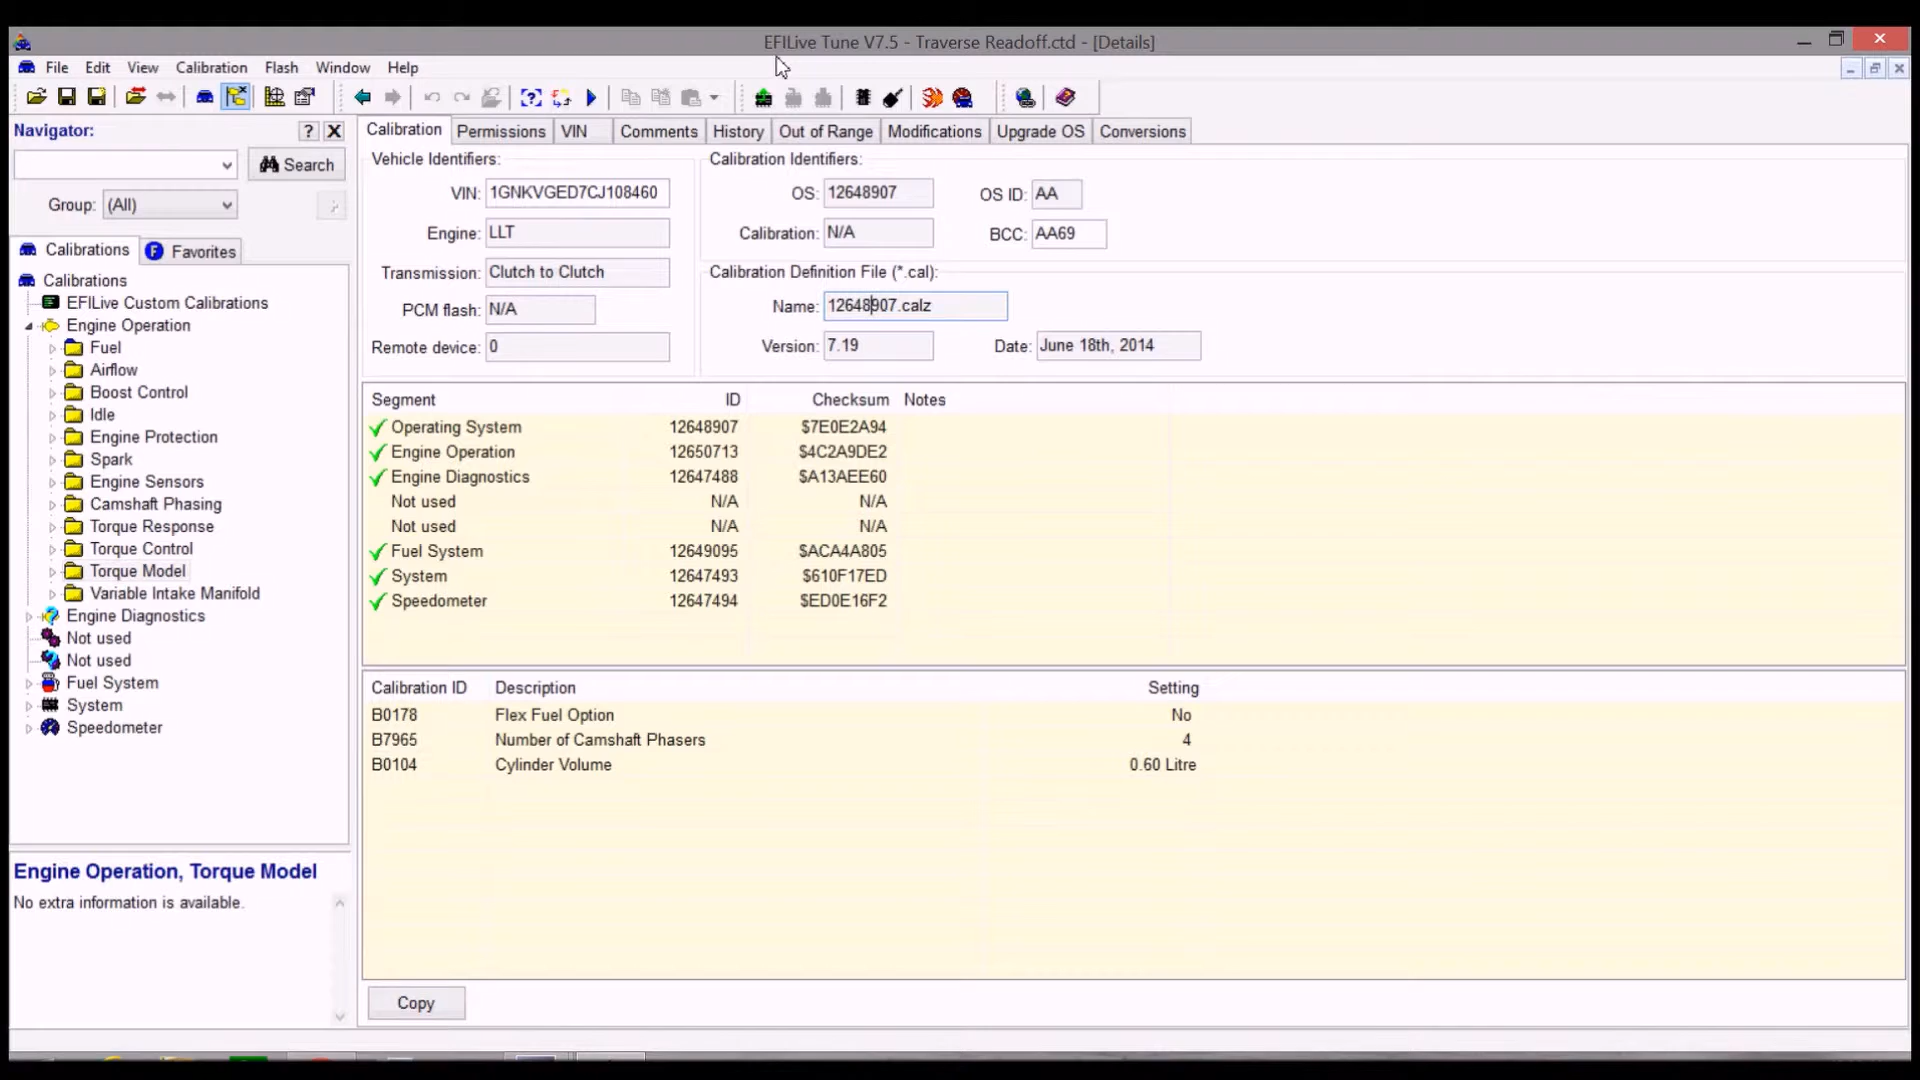 EFILive Tune V7.5 - Traverse Readoff.ctd - [Details]
File Edit View Calibration Flash Window Help
Navigator:
Search
Group: (All)
Calibrations Favorites
Calibrations
EFILive Custom Calibrations
Engine Operation
Fuel
Airflow
Boost Control
Idle
Engine Protection
Spark
Engine Sensors
Camshaft Phasing
Torque Response
Torque Control
Torque Model
Variable Intake Manifold
Engine Diagnostics
Not used
Not used
Fuel System
System
Speedometer
Engine Operation, Torque Model
No extra information is available.
Calibration Permissions VIN Comments History Out of Range Modifications Upgrade OS Conversions
Vehicle Identifiers:
VIN: 1GNKVGED7CJ108460
Engine: LLT
Transmission: Clutch to Clutch
PCM flash: N/A
Remote device: 0
Calibration Identifiers:
OS: 12648907 OS ID: AA
Calibration: N/A BCC: AA69
Calibration Definition File (*.cal):
Name: 12648907.calz
Version: 7.19 Date: June 18th, 2014
Segment ID Checksum Notes
Operating System 12648907 $7E0E2A94
Engine Operation 12650713 $4C2A9DE2
Engine Diagnostics 12647488 $A13AEE60
Not used N/A N/A
Not used N/A N/A
Fuel System 12649095 $ACA4A805
System 12647493 $610F17ED
Speedometer 12647494 $ED0E16F2
Calibration ID Description Setting
B0178 Flex Fuel Option No
B7965 Number of Camshaft Phasers 4
B0104 Cylinder Volume 0.60 Litre
Copy